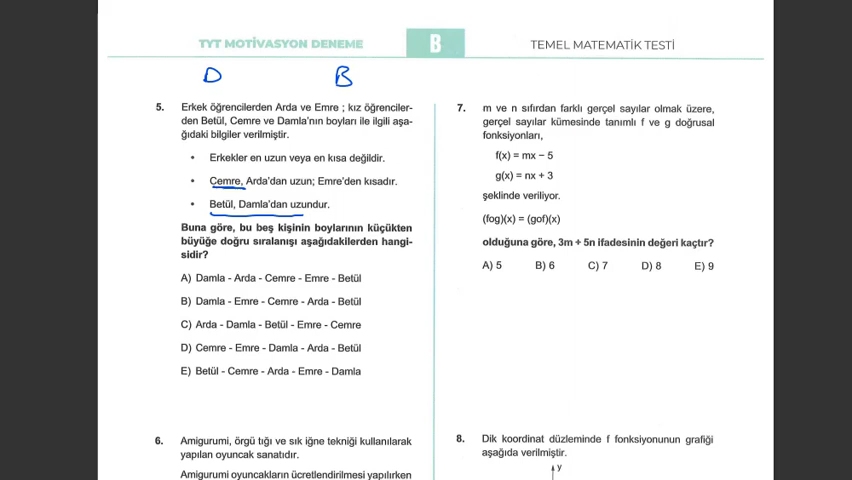 TYT MOTİVASYON DENEME
B
TEMEL MATEMATİK TESTİ
D B
5. Erkek öğrencilerden Arda ve Emre ; kız öğrenciler-
den Betül, Cemre ve Damla'nın boyları ile ilgili aşa-
ğıdaki bilgiler verilmiştir.
• Erkekler en uzun veya en kısa değildir.
• Cemre, Arda'dan uzun; Emre'den kısadır.
• Betül, Damla'dan uzundur.
Buna göre, bu beş kişinin boylarının küçükten
büyüğe doğru sıralanışı aşağıdakilerden hangi-
sidir?
A) Damla - Arda - Cemre - Emre - Betül
B) Damla - Emre - Cemre - Arda - Betül
C) Arda - Damla - Betül - Emre - Cemre
D) Cemre - Emre - Damla - Arda - Betül
E) Betül - Cemre - Arda - Emre - Damla
6. Amigurumi, örgü tığı ve sık iğne tekniği kullanılarak
yapılan oyuncak sanatıdır.
Amigurumi oyuncakların ücretlendirilmesi yapılırken
7. m ve n sıfırdan farklı gerçel sayılar olmak üzere,
gerçel sayılar kümesinde tanımlı f ve g doğrusal
fonksiyonları,
f(x) = mx − 5
g(x) = nx + 3
şeklinde veriliyor.
(fog)(x) = (gof)(x)
olduğuna göre, 3m + 5n ifadesinin değeri kaçtır?
A) 5 B) 6 C) 7 D) 8 E) 9
8. Dik koordinat düzleminde f fonksiyonunun grafiği
aşağıda verilmiştir.
y